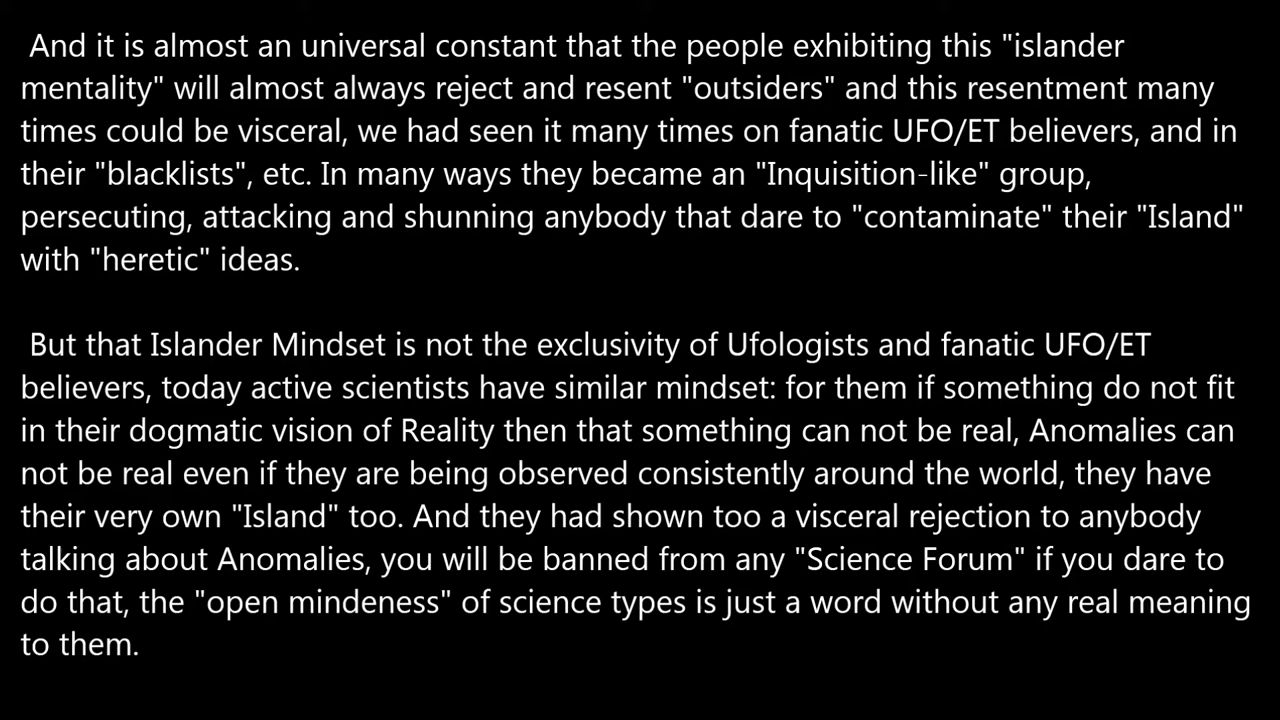 And it is almost an universal constant that the people exhibiting this "islander
mentality" will almost always reject and resent "outsiders" and this resentment many
times could be visceral, we had seen it many times on fanatic UFO/ET believers, and in
their "blacklists", etc. In many ways they became an "Inquisition-like" group,
persecuting, attacking and shunning anybody that dare to "contaminate" their "Island"
with "heretic" ideas.
But that Islander Mindset is not the exclusivity of Ufologists and fanatic UFO/ET
believers, today active scientists have similar mindset: for them if something do not fit
in their dogmatic vision of Reality then that something can not be real, Anomalies can
not be real even if they are being observed consistently around the world, they have
their very own "Island" too. And they had shown too a visceral rejection to anybody
talking about Anomalies, you will be banned from any "Science Forum" if you dare to
do that, the "open mindeness" of science types is just a word without any real meaning
to them.